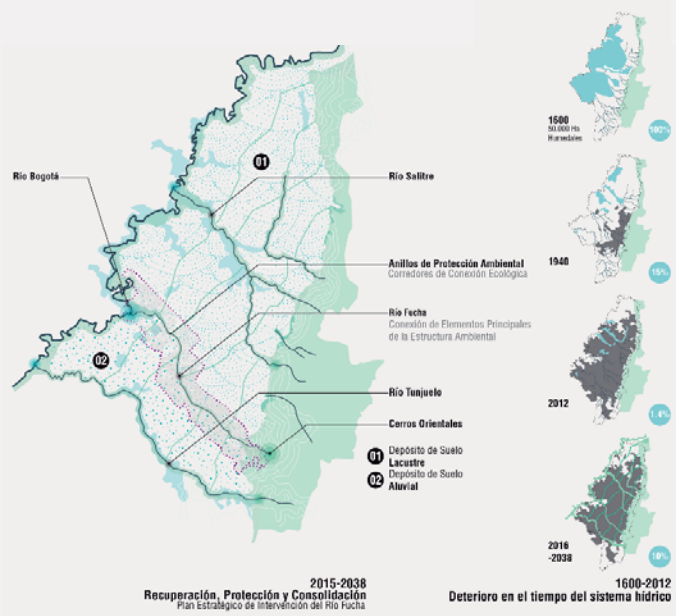 01
Río Bogotá
Río Salitre
Anillos de Protección Ambiental
Corredores de Conexión Ecológica
Río Fucha
Conexión de Elementos Principales
de la Estructura Ambiental
02
Río Tunjuelo
Cerros Orientales
01 Depósito de Suelo
Lacustre
02 Depósito de Suelo
Aluvial
2015-2038
Recuperación, Protección y Consolidación
Plan Estratégico de Intervención del Río Fucha
1600
50.000 Ha
Humedales
100%
1940
15%
2012
1.4%
2016
-2038
10%
1600-2012
Deterioro en el tiempo del sistema hídrico